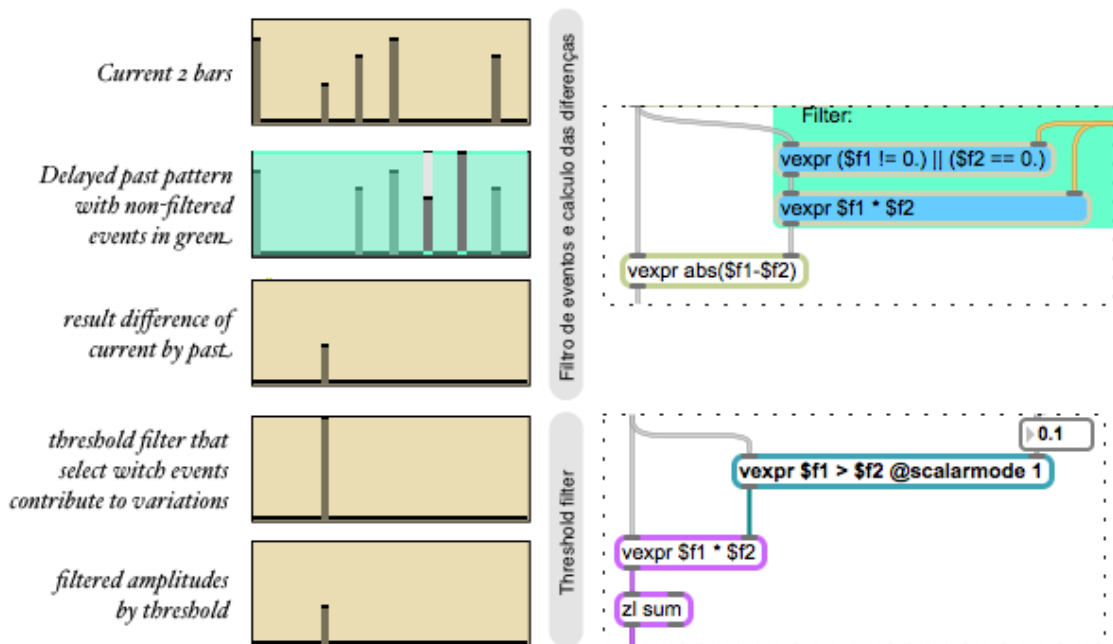 Current 2 bars
Delayed past pattern
with non-filtered
events in green
result difference of
current by past
threshold filter that
select witch events
contribute to variations
filtered amplitudes
by threshold
Filtro de eventos e calculo das diferenças
Threshold filter
Filter:
vexpr ($f1 != 0.) || ($f2 == 0.)
vexpr $f1 * $f2
vexpr abs($f1-$f2)
0.1
vexpr $f1 > $f2 @scalarmode 1
vexpr $f1 * $f2
zl sum